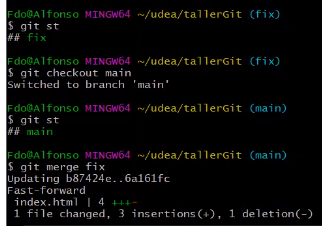 Fdo@Alfonso MINGW64 ~/udea/tallerGit (fix)
$ git st
## fix
Fdo@Alfonso MINGW64 ~/udea/tallerGit (fix)
$ git checkout main
Switched to branch 'main'
Fdo@Alfonso MINGW64 ~/udea/tallerGit (main)
$ git st
## main
Fdo@Alfonso MINGW64 ~/udea/tallerGit (main)
$ git merge fix
Updating b87424e..6a161fc
Fast-forward
index.html | 4 +++-
1 file changed, 3 insertions(+), 1 deletion(-)